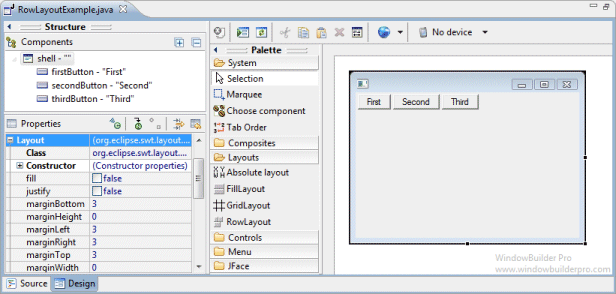 RowLayoutExample.java
Structure
Components
shell - ""
firstButton - "First"
secondButton - "Second"
thirdButton - "Third"
Properties
Layout (org.eclipse.swt.layout....
Class org.eclipse.swt.layout....
Constructor (Constructor properties)
fill false
justify false
marginBottom 3
marginHeight 0
marginLeft 3
marginRight 3
marginTop 3
marginWidth 0
Source Design
Palette
System
Selection
Marquee
Choose component
Tab Order
Composites
Layouts
Absolute layout
FillLayout
GridLayout
RowLayout
Controls
Menu
JFace
No device
First Second Third
WindowBuilder Pro
www.windowbuilderpro.com